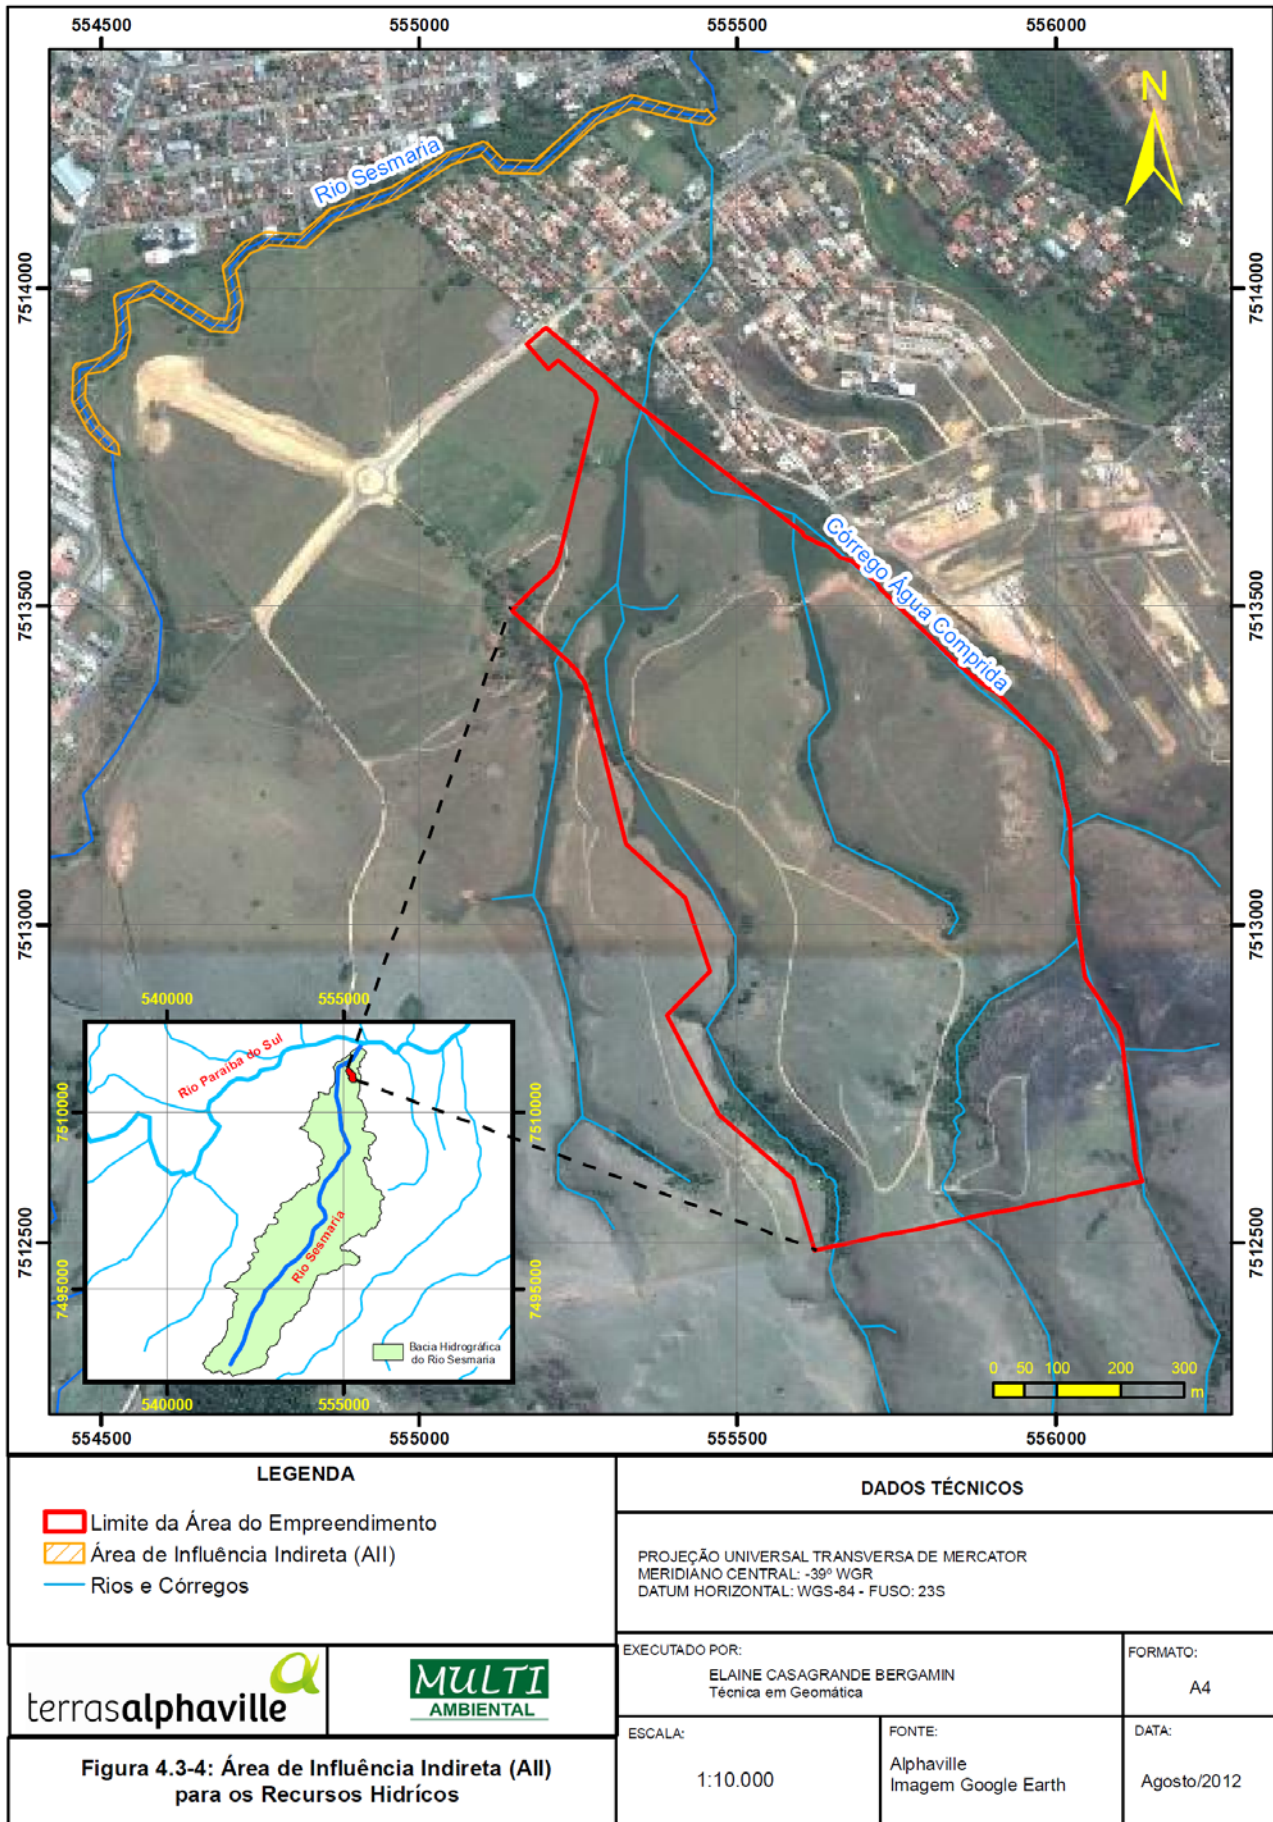 554500 555000 555500 556000
N
Rio Sesmaria
7514000 7514000
Córrego Água Comprida
7513500 7513500
7513000 7513000
540000 555000
Rio Paraíba do Sul
7510000 7510000
Rio Sesmaria
7512500 7512500
7495000 7495000
Bacia Hidrográfica
do Rio Sesmaria
0 50 100 200 300
m
540000 555000
554500 555000 555500 556000
LEGENDA
Limite da Área do Empreendimento
Área de Influência Indireta (AII)
Rios e Córregos
DADOS TÉCNICOS
PROJEÇÃO UNIVERSAL TRANSVERSA DE MERCATOR
MERIDIANO CENTRAL: -39º WGR
DATUM HORIZONTAL: WGS-84 - FUSO: 23S
terrasalphaville
MULTI
AMBIENTAL
EXECUTADO POR:
ELAINE CASAGRANDE BERGAMIN
Técnica em Geomática
FORMATO:
A4
Figura 4.3-4: Área de Influência Indireta (AII)
para os Recursos Hidrícos
ESCALA:
1:10.000
FONTE:
Alphaville
Imagem Google Earth
DATA:
Agosto/2012